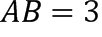 AB = 3